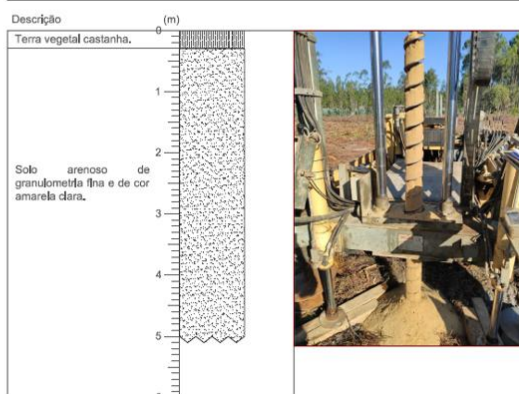 Descrição
(m)
0
Terra vegetal castanha.
1
2
Solo arenoso de
granulometria fina e de cor
amarela clara.
3
4
5